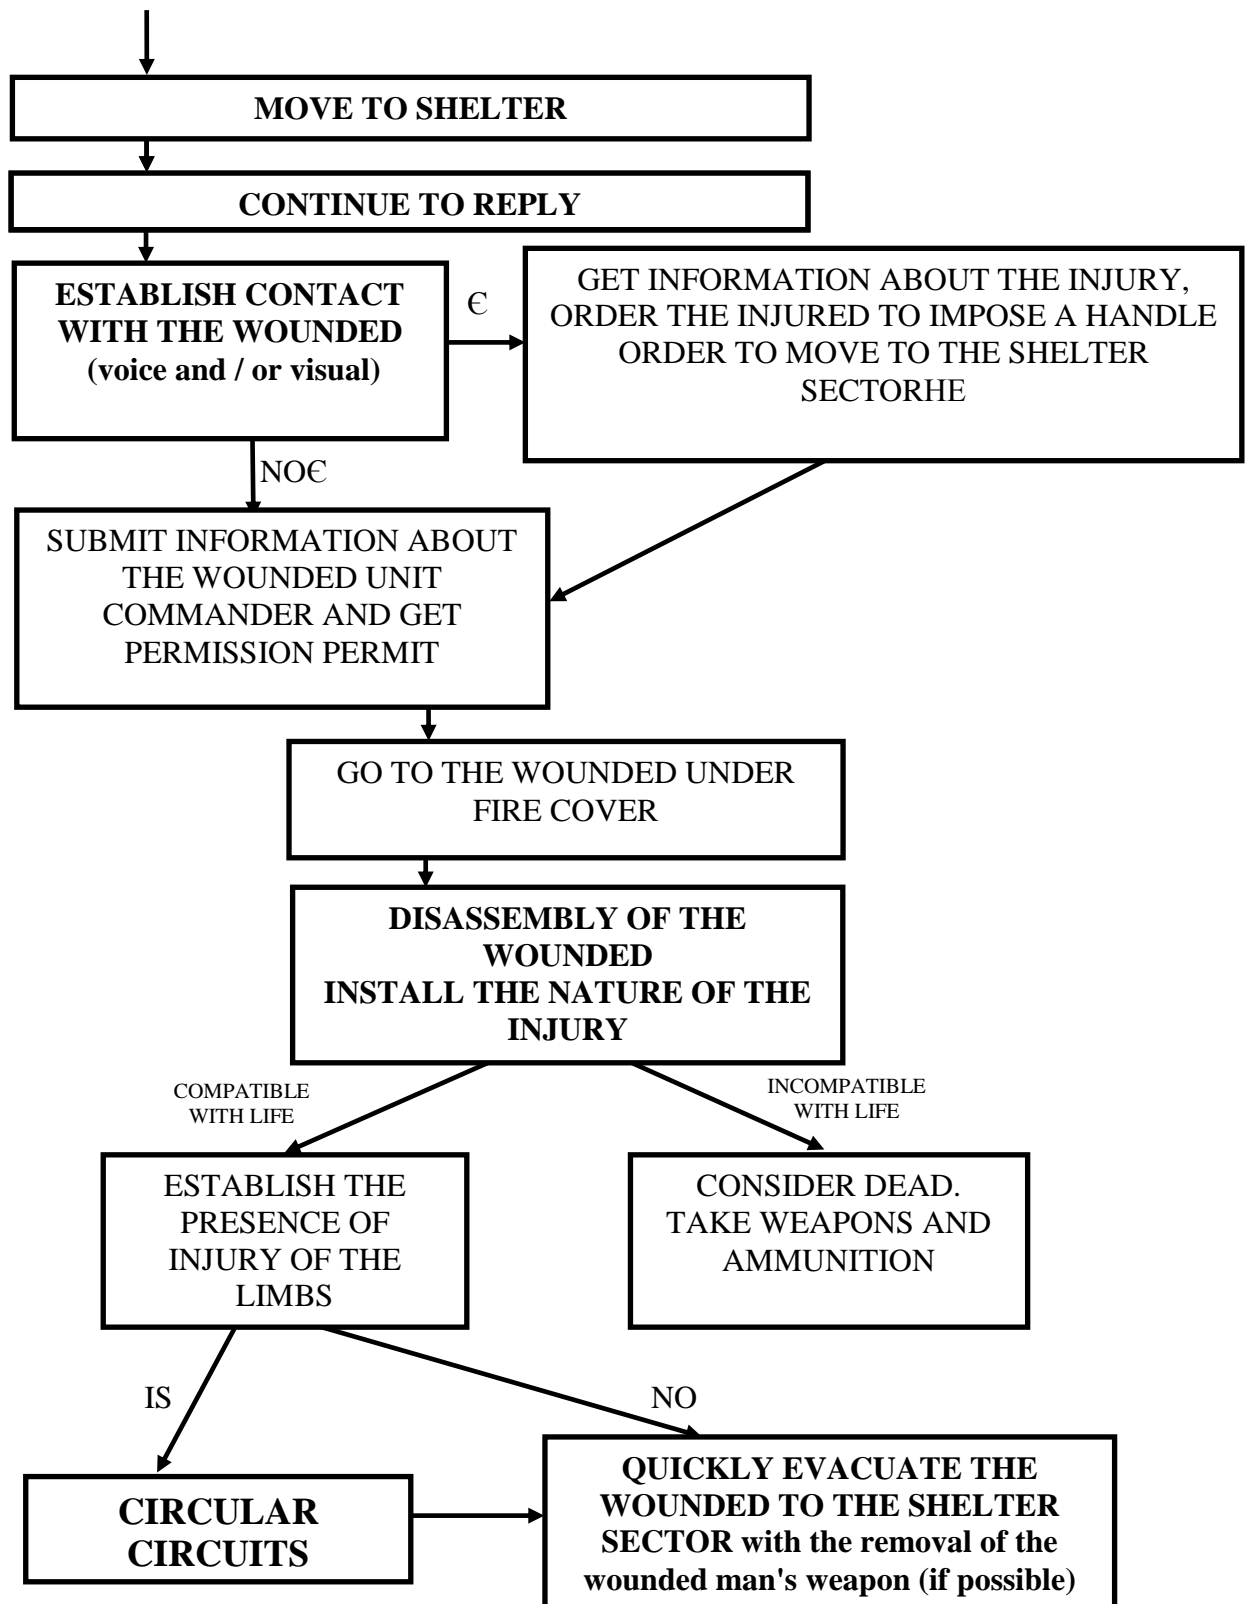 MOVE TO SHELTER
CONTINUE TO REPLY
ESTABLISH CONTACT
WITH THE WOUNDED
(voice and / or visual)
Є
GET INFORMATION ABOUT THE INJURY,
ORDER THE INJURED TO IMPOSE A HANDLE
ORDER TO MOVE TO THE SHELTER
SECTORHE
NOЄ
SUBMIT INFORMATION ABOUT
THE WOUNDED UNIT
COMMANDER AND GET
PERMISSION PERMIT
GO TO THE WOUNDED UNDER
FIRE COVER
DISASSEMBLY OF THE
WOUNDED
INSTALL THE NATURE OF THE
INJURY
COMPATIBLE
WITH LIFE
INCOMPATIBLE
WITH LIFE
ESTABLISH THE
PRESENCE OF
INJURY OF THE
LIMBS
CONSIDER DEAD.
TAKE WEAPONS AND
AMMUNITION
IS
NO
CIRCULAR
CIRCUITS
QUICKLY EVACUATE THE
WOUNDED TO THE SHELTER
SECTOR with the removal of the
wounded man's weapon (if possible)